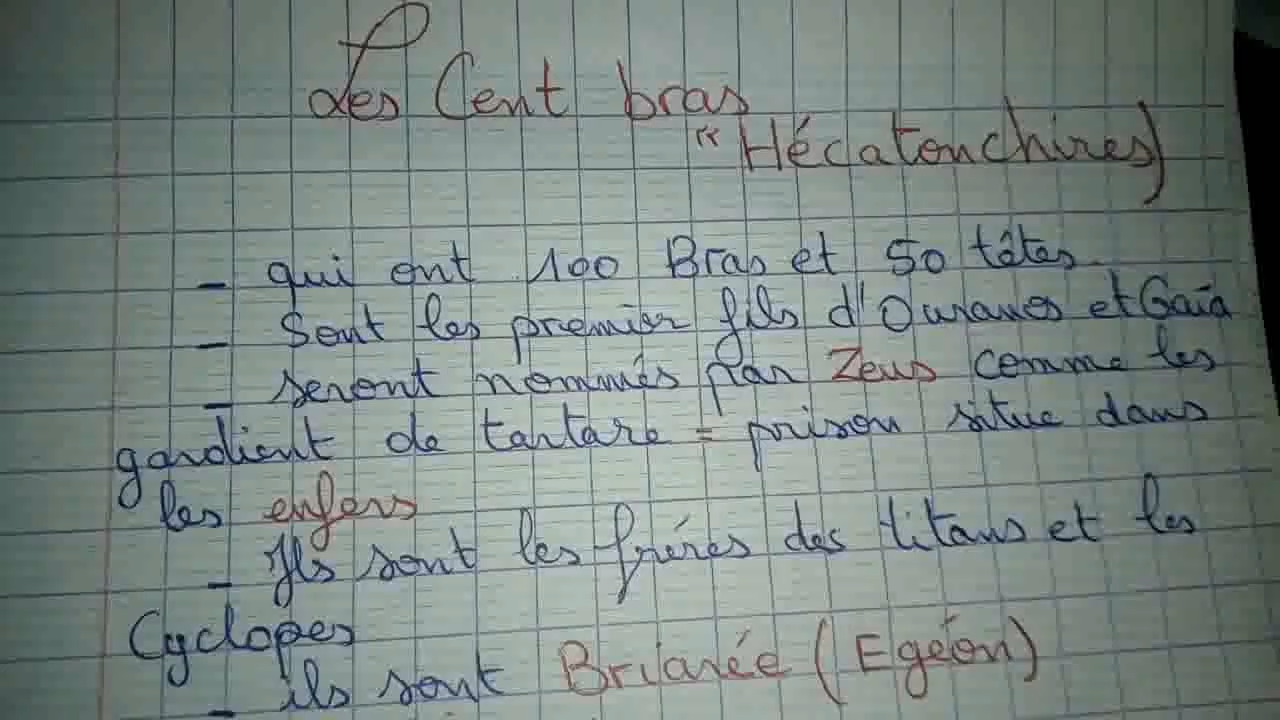 Les Cent bras
"Hécatonchires)
- qui ont 100 Bras et 50 têtes
- Sont les premier fils d'Ouranos et Gaïa
- seront nommés par Zeus comme les
gardient de tartare = prison situe dans
les enfers
- Ils sont les fréres des titans et les
Cyclopes
- ils sont Briarée (Egéon)